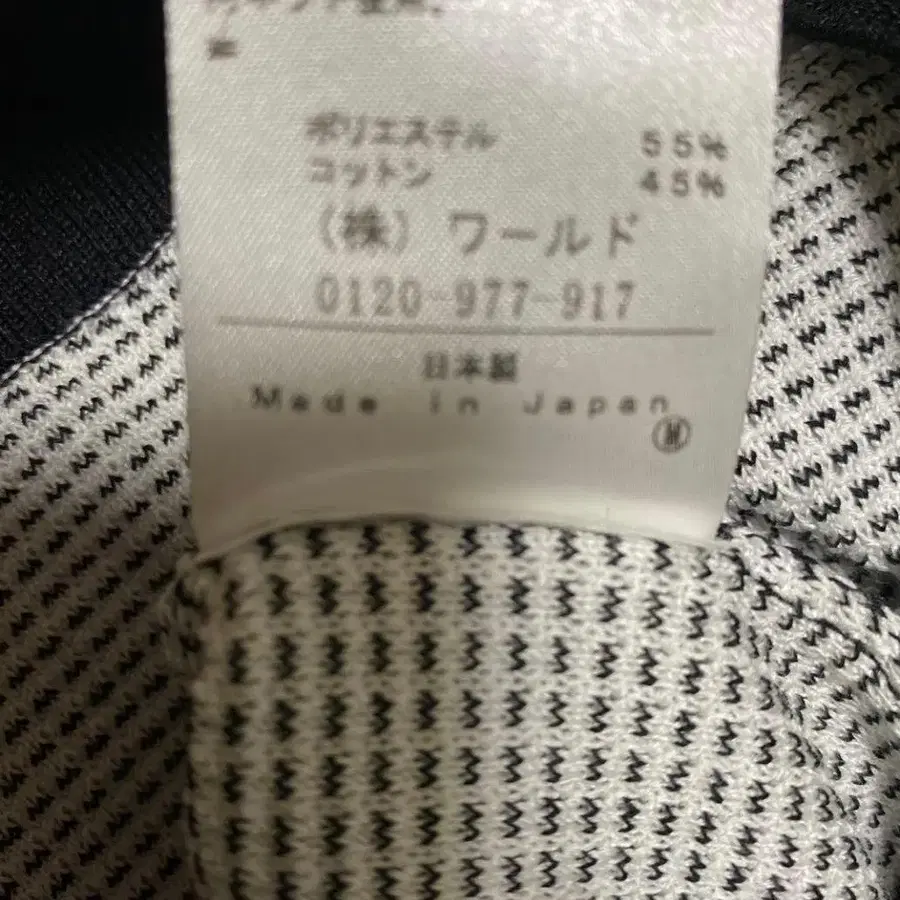 ポリエステル 55%
コットン 45%
(株) ワールド
0120-977-917
日本製
Made in Japan
Ⓜ